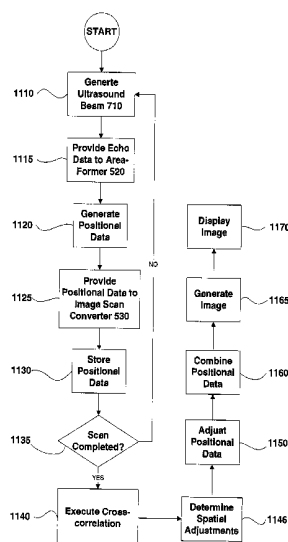 START
1110
Generte
Ultrasound
Beam 710
1115
Provide Echo
Data to Area-
Former 520
1120
Generate
Positional
Data
1125
Provide
Positional Data to
Image Scan
Converter 530
1130
Store
Positional
Data
1135
Scan
Completed?
NO
YES
1140
Execute Cross-
correlation
Determine
Spatial
Adjustments
1145
Adjust
Positional
Data
1150
Combine
Positional
Data
1160
Generate
Image
1165
Display
Image
1170